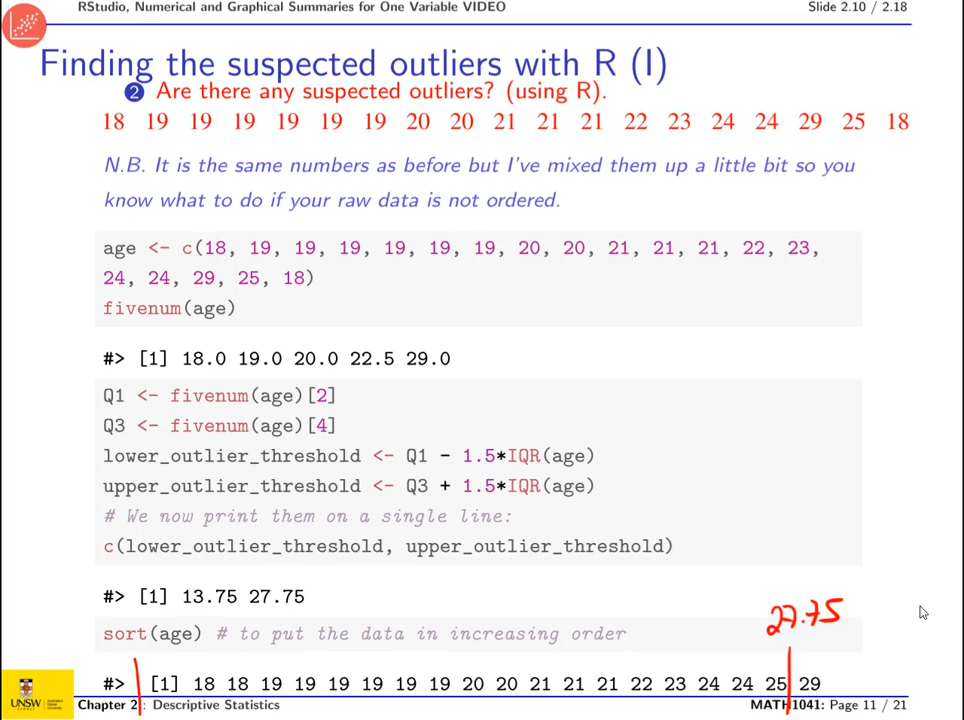 RStudio, Numerical and Graphical Summaries for One Variable VIDEO Slide 2.10 / 2.18
Finding the suspected outliers with R (I)
2 Are there any suspected outliers? (using R).
18 19 19 19 19 19 19 20 20 21 21 21 22 23 24 24 29 25 18
N.B. It is the same numbers as before but I've mixed them up a little bit so you
know what to do if your raw data is not ordered.
age <- c(18, 19, 19, 19, 19, 19, 19, 20, 20, 21, 21, 21, 22, 23,
24, 24, 29, 25, 18)
fivenum(age)
#> [1] 18.0 19.0 20.0 22.5 29.0
Q1 <- fivenum(age)[2]
Q3 <- fivenum(age)[4]
lower_outlier_threshold <- Q1 - 1.5*IQR(age)
upper_outlier_threshold <- Q3 + 1.5*IQR(age)
# We now print them on a single line:
c(lower_outlier_threshold, upper_outlier_threshold)
#> [1] 13.75 27.75
27.75
sort(age) # to put the data in increasing order
#> [1] 18 18 19 19 19 19 19 19 20 20 21 21 21 22 23 24 24 25 29
UNSW
Chapter 2: Descriptive Statistics MATH1041: Page 11 / 21